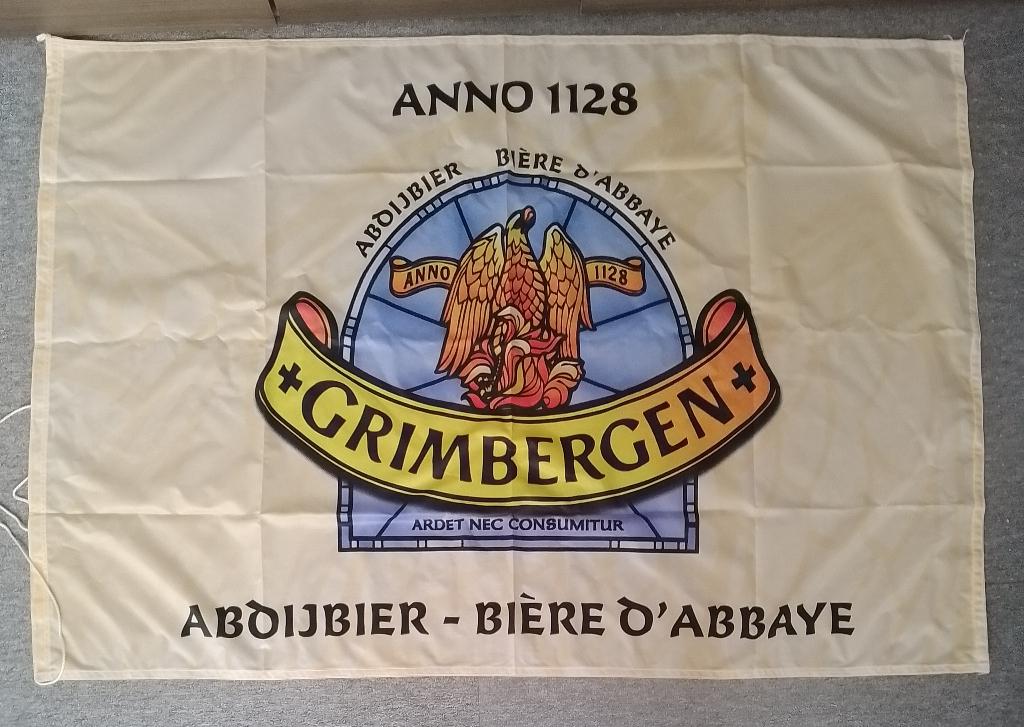 ANNO 1128
ABDIJBIER BIÈRE D'ABBAYE
ANNO 1128
GRIMBERGEN
ARDET NEC CONSUMITUR
ABDIJBIER - BIÈRE D'ABBAYE